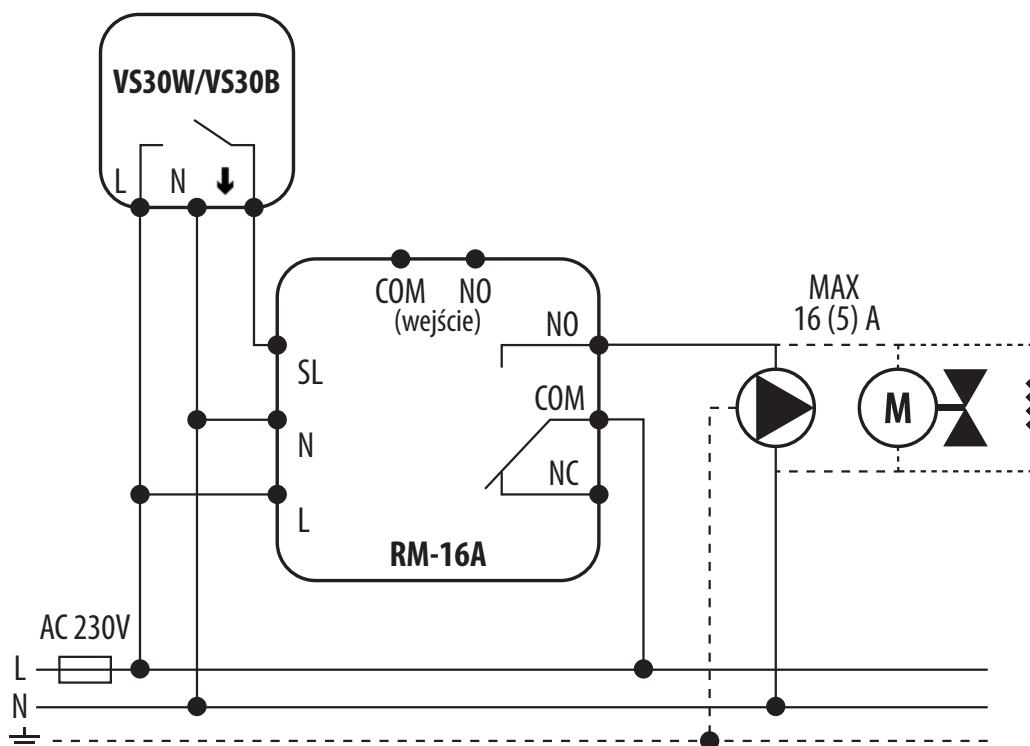 VS30W/VS30B
L N
COM NO
(wejście)
MAX
16 (5) A
NO
SL
COM
M
N
NC
L
RM-16A
AC 230V
L
N